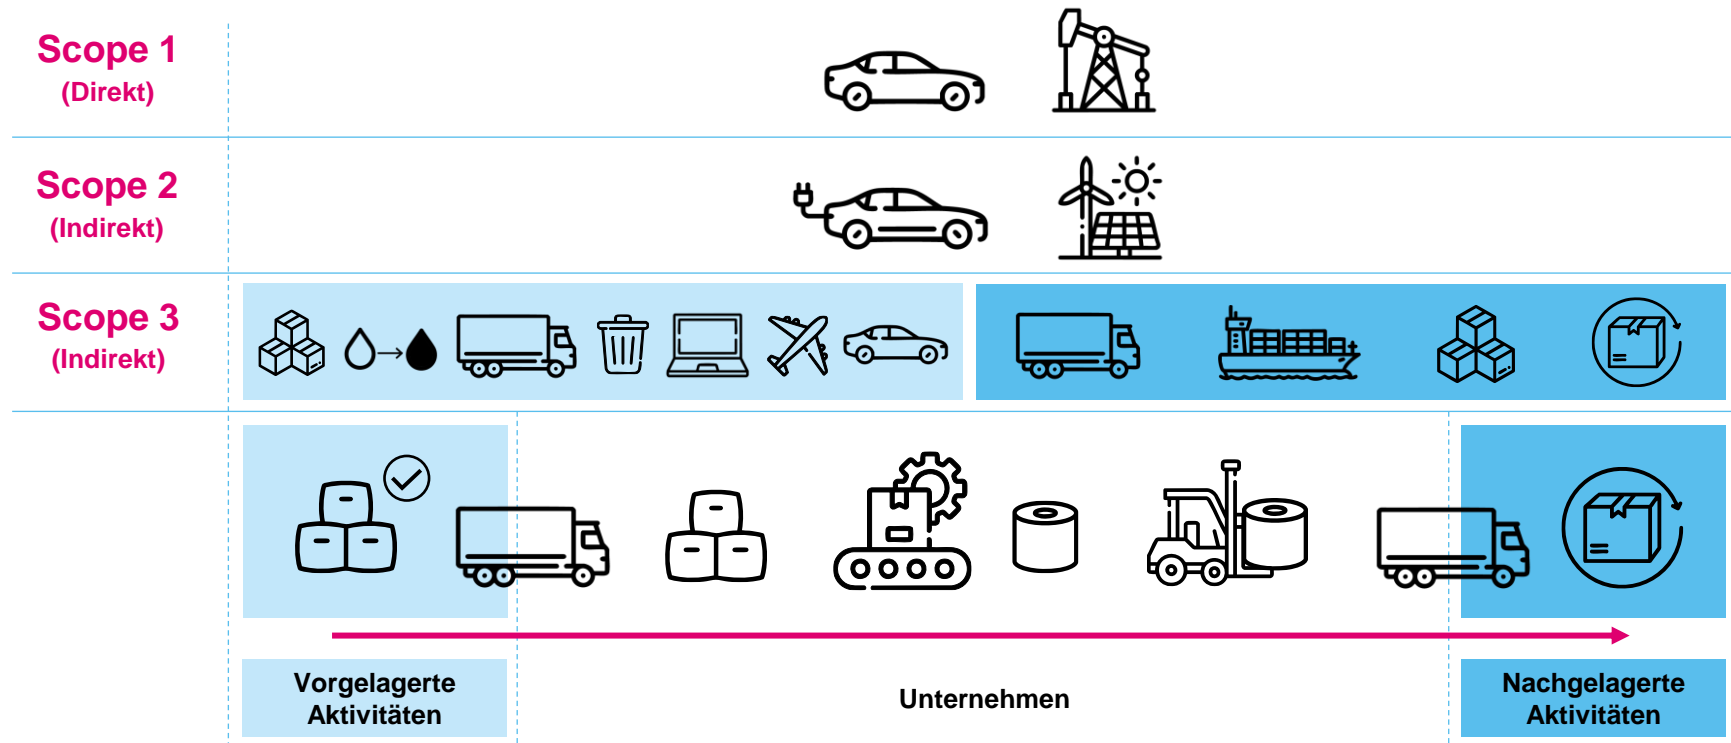 Scope 1
(Direkt)
Scope 2
(Indirekt)
Scope 3
(Indirekt)
Vorgelagerte
Aktivitäten
Unternehmen
Nachgelagerte
Aktivitäten